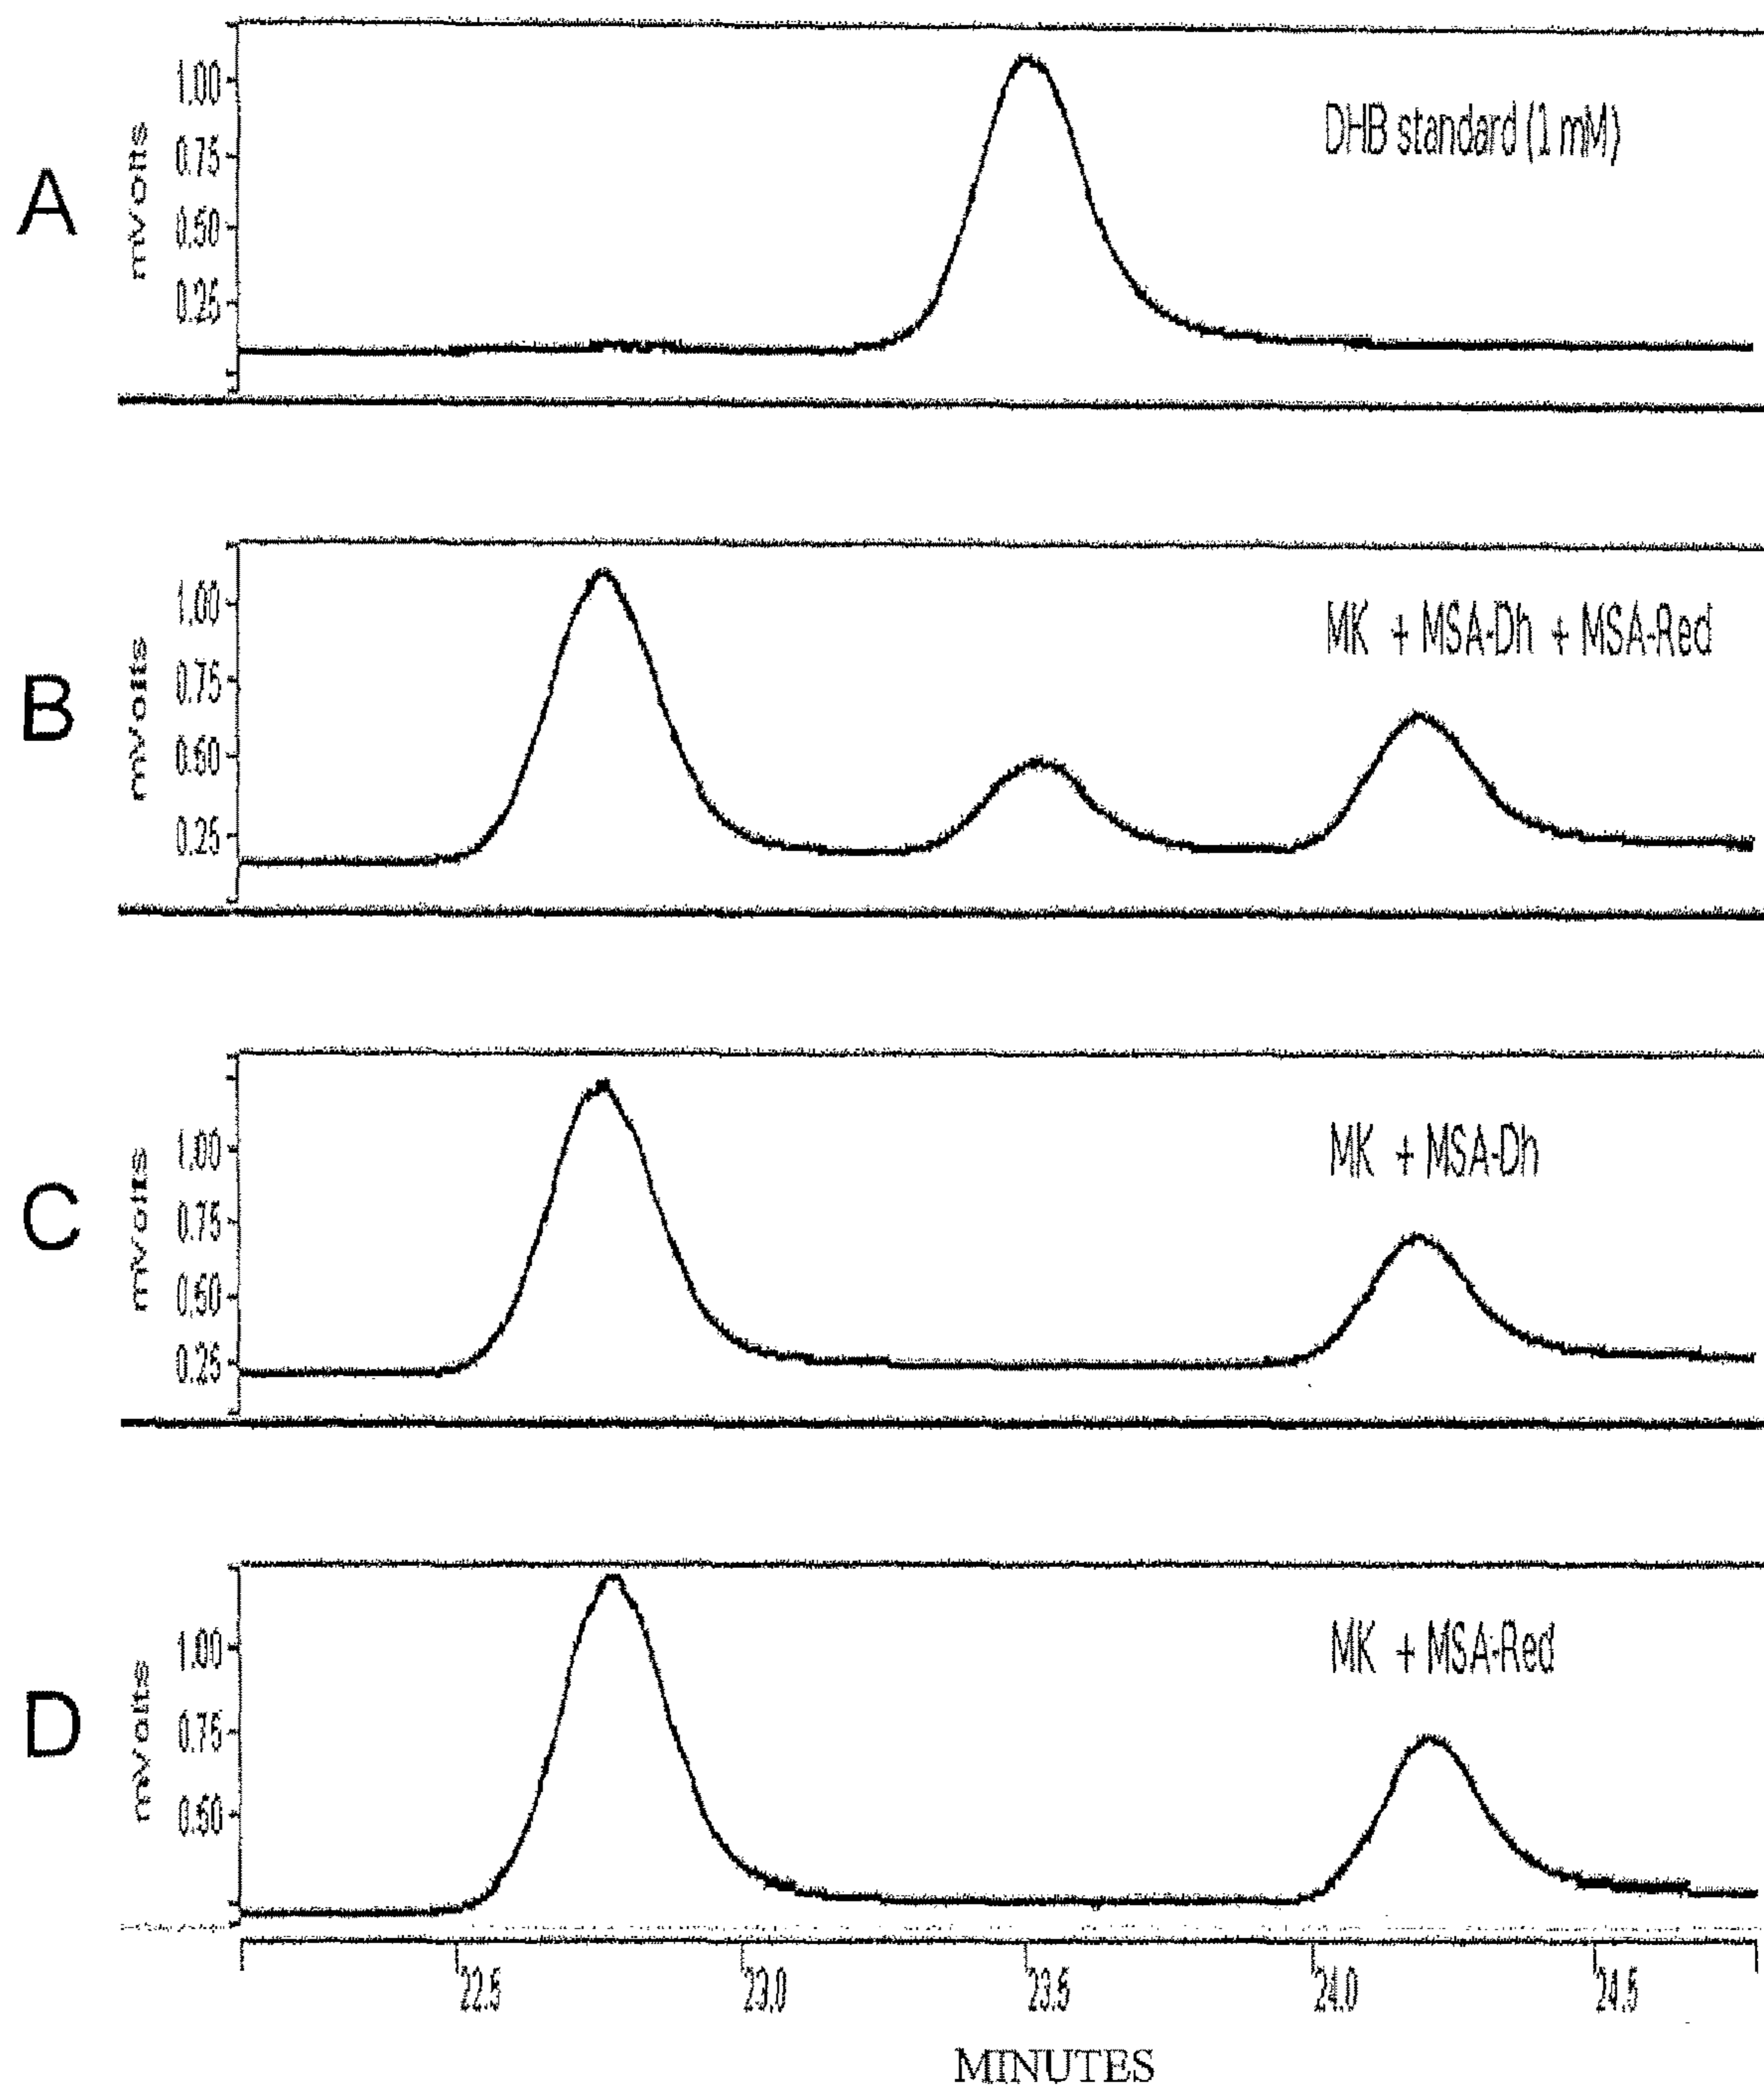 A
mVolts
1.00
0.75
0.50
0.25
DHB standard (1 mM)
B
mVolts
1.00
0.75
0.50
0.25
MK + MSA-Dh + MSA-Red
C
mVolts
1.00
0.75
0.50
0.25
MK + MSA-Dh
D
mVolts
1.00
0.75
0.50
MK + MSA-Red
22.5 23.0 23.5 24.0 24.5
MINUTES